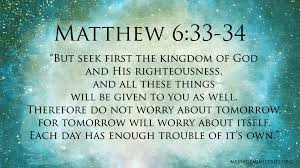 Matthew 6:33-34
"But seek first the kingdom of God
and His righteousness,
and all these things
will be given to you as well.
Therefore do not worry about tomorrow,
for tomorrow will worry about itself.
Each day has enough trouble of it's own."
messageministries.org